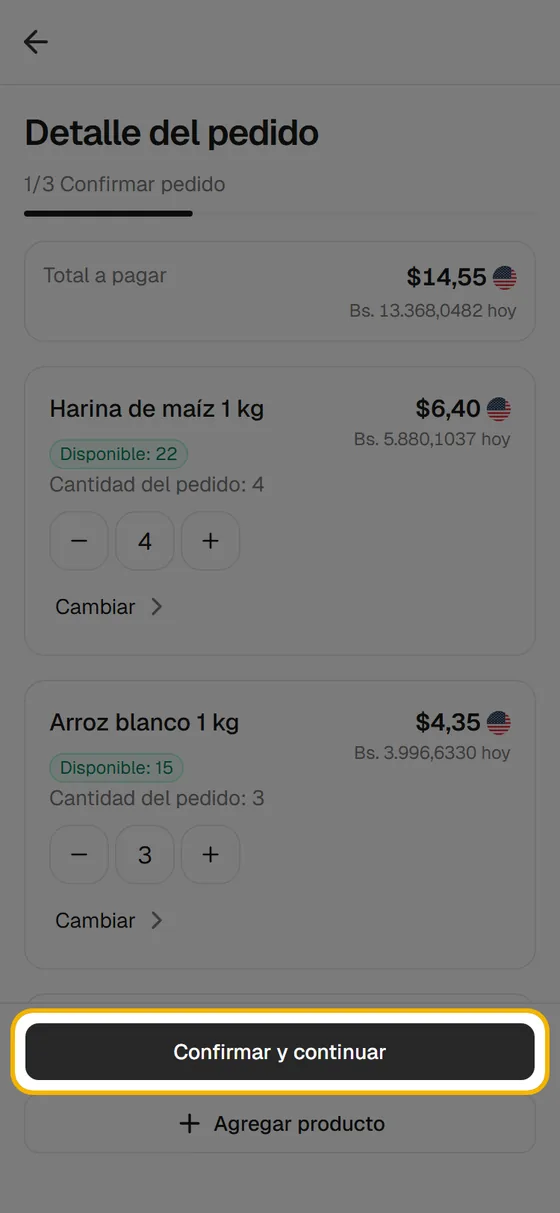 Detalle del pedido
1/3 Confirmar pedido
Total a pagar
$14,55
Bs. 13.368,0482 hoy
Harina de maíz 1 kg
$6,40
Bs. 5.880,1037 hoy
Disponible: 22
Cantidad del pedido: 4
− 4 +
Cambiar
Arroz blanco 1 kg
$4,35
Bs. 3.996,6330 hoy
Disponible: 15
Cantidad del pedido: 3
− 3 +
Cambiar
Confirmar y continuar
+ Agregar producto